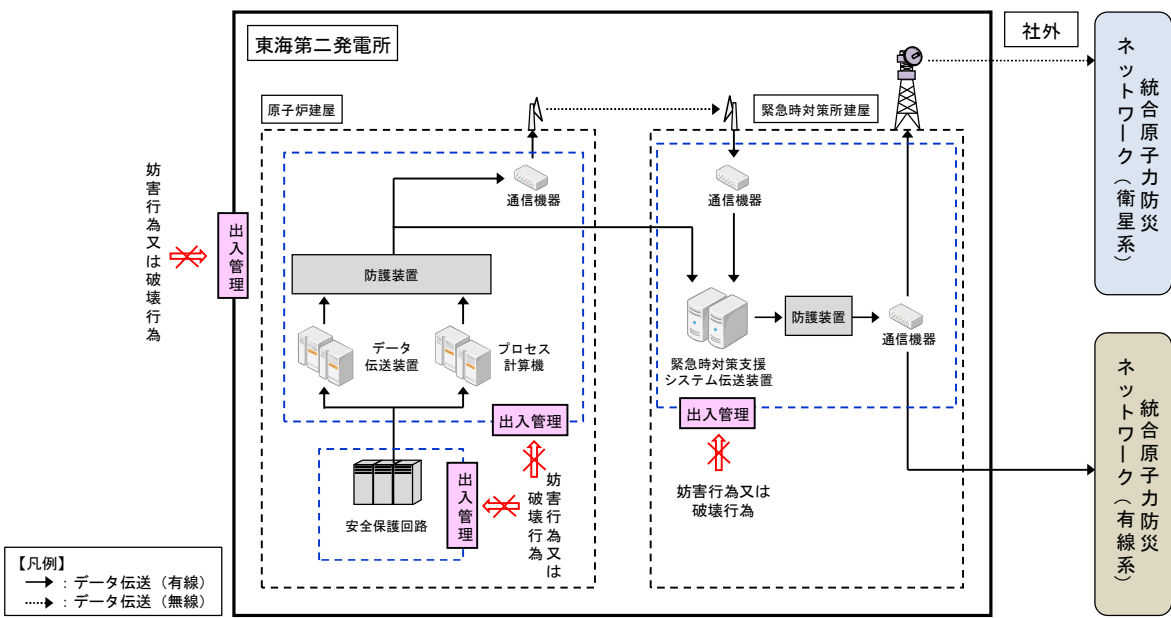 東海第二発電所
社外
原子炉建屋
緊急時対策所建屋
統合原子力防災
ネットワーク（衛星系）
妨害行為又は破壊行為
出入管理
通信機器
通信機器
防護装置
データ
伝送装置
プロセス
計算機
防護装置
通信機器
緊急時対策支援
システム伝送装置
出入管理
出入管理
妨害行為又は
破壊行為
統合原子力防災
ネットワーク（有線系）
安全保護回路
出入管理
妨害行為又は
破壊行為
【凡例】
：データ伝送（有線）
：データ伝送（無線）